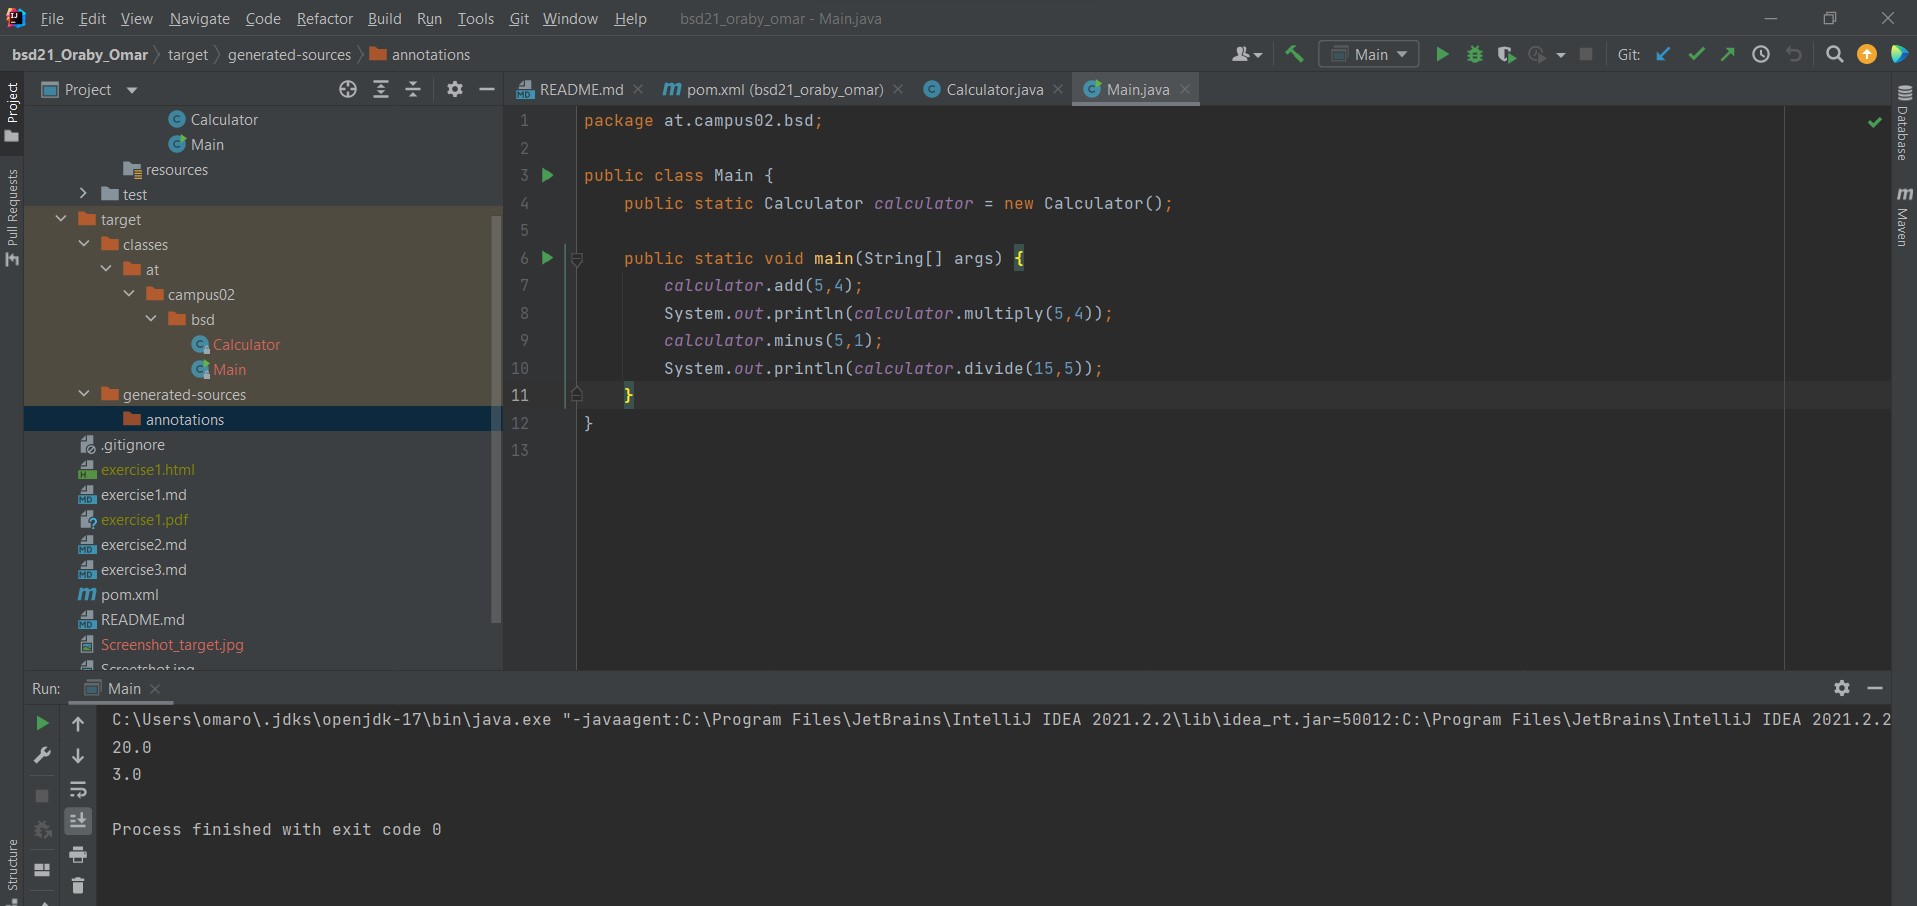 File Edit View Navigate Code Refactor Build Run Tools Git Window Help bsd21_oraby_omar - Main.java
bsd21_Oraby_Omar target generated-sources annotations Main Git:
Project
README.md pom.xml (bsd21_oraby_omar) Calculator.java Main.java
Project
Pull Requests
Structure
Calculator
Main
resources
test
target
classes
at
campus02
bsd
Calculator
Main
generated-sources
annotations
.gitignore
exercise1.html
exercise1.md
exercise1.pdf
exercise2.md
exercise3.md
pom.xml
README.md
Screenshot_target.jpg
Screetshot.jpg
1 package at.campus02.bsd;
2
3 public class Main {
4 public static Calculator calculator = new Calculator();
5
6 public static void main(String[] args) {
7 calculator.add(5,4);
8 System.out.println(calculator.multiply(5,4));
9 calculator.minus(5,1);
10 System.out.println(calculator.divide(15,5));
11 }
12 }
13
Database
Maven
Run: Main
C:\Users\omaro\.jdks\openjdk-17\bin\java.exe "-javaagent:C:\Program Files\JetBrains\IntelliJ IDEA 2021.2.2\lib\idea_rt.jar=50012:C:\Program Files\JetBrains\IntelliJ IDEA 2021.2.2
20.0
3.0
Process finished with exit code 0